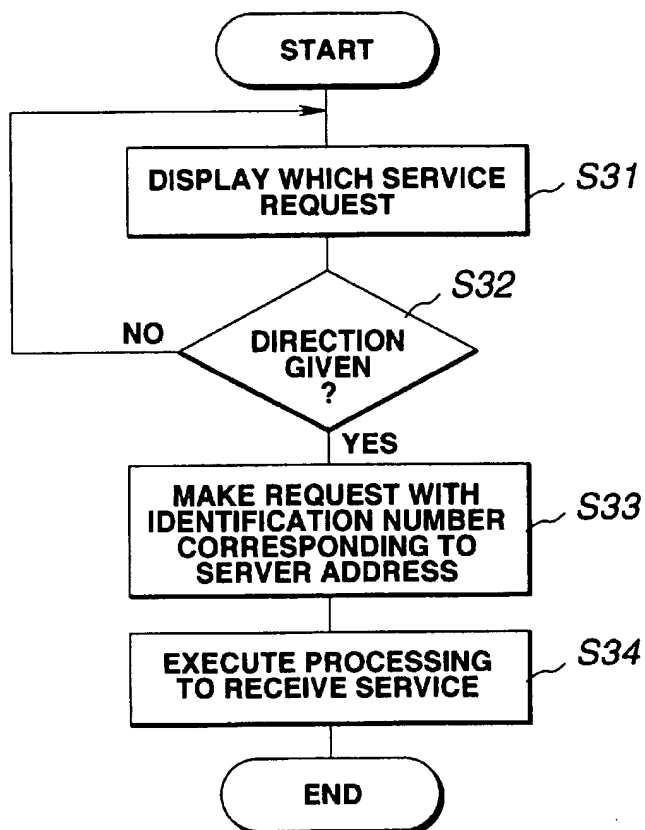 START
DISPLAY WHICH SERVICE
REQUEST
S31
S32
DIRECTION
GIVEN
?
NO
YES
MAKE REQUEST WITH
IDENTIFICATION NUMBER
CORRESPONDING TO
SERVER ADDRESS
S33
EXECUTE PROCESSING
TO RECEIVE SERVICE
S34
END